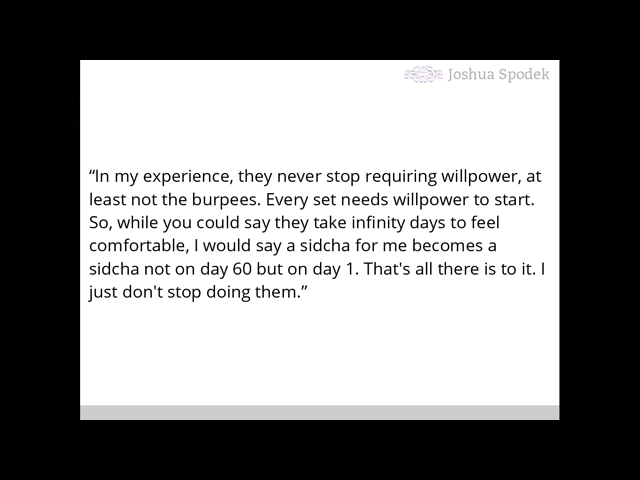 Joshua Spodek
“In my experience, they never stop requiring willpower, at
least not the burpees. Every set needs willpower to start.
So, while you could say they take infinity days to feel
comfortable, I would say a sidcha for me becomes a
sidcha not on day 60 but on day 1. That's all there is to it. I
just don't stop doing them.”